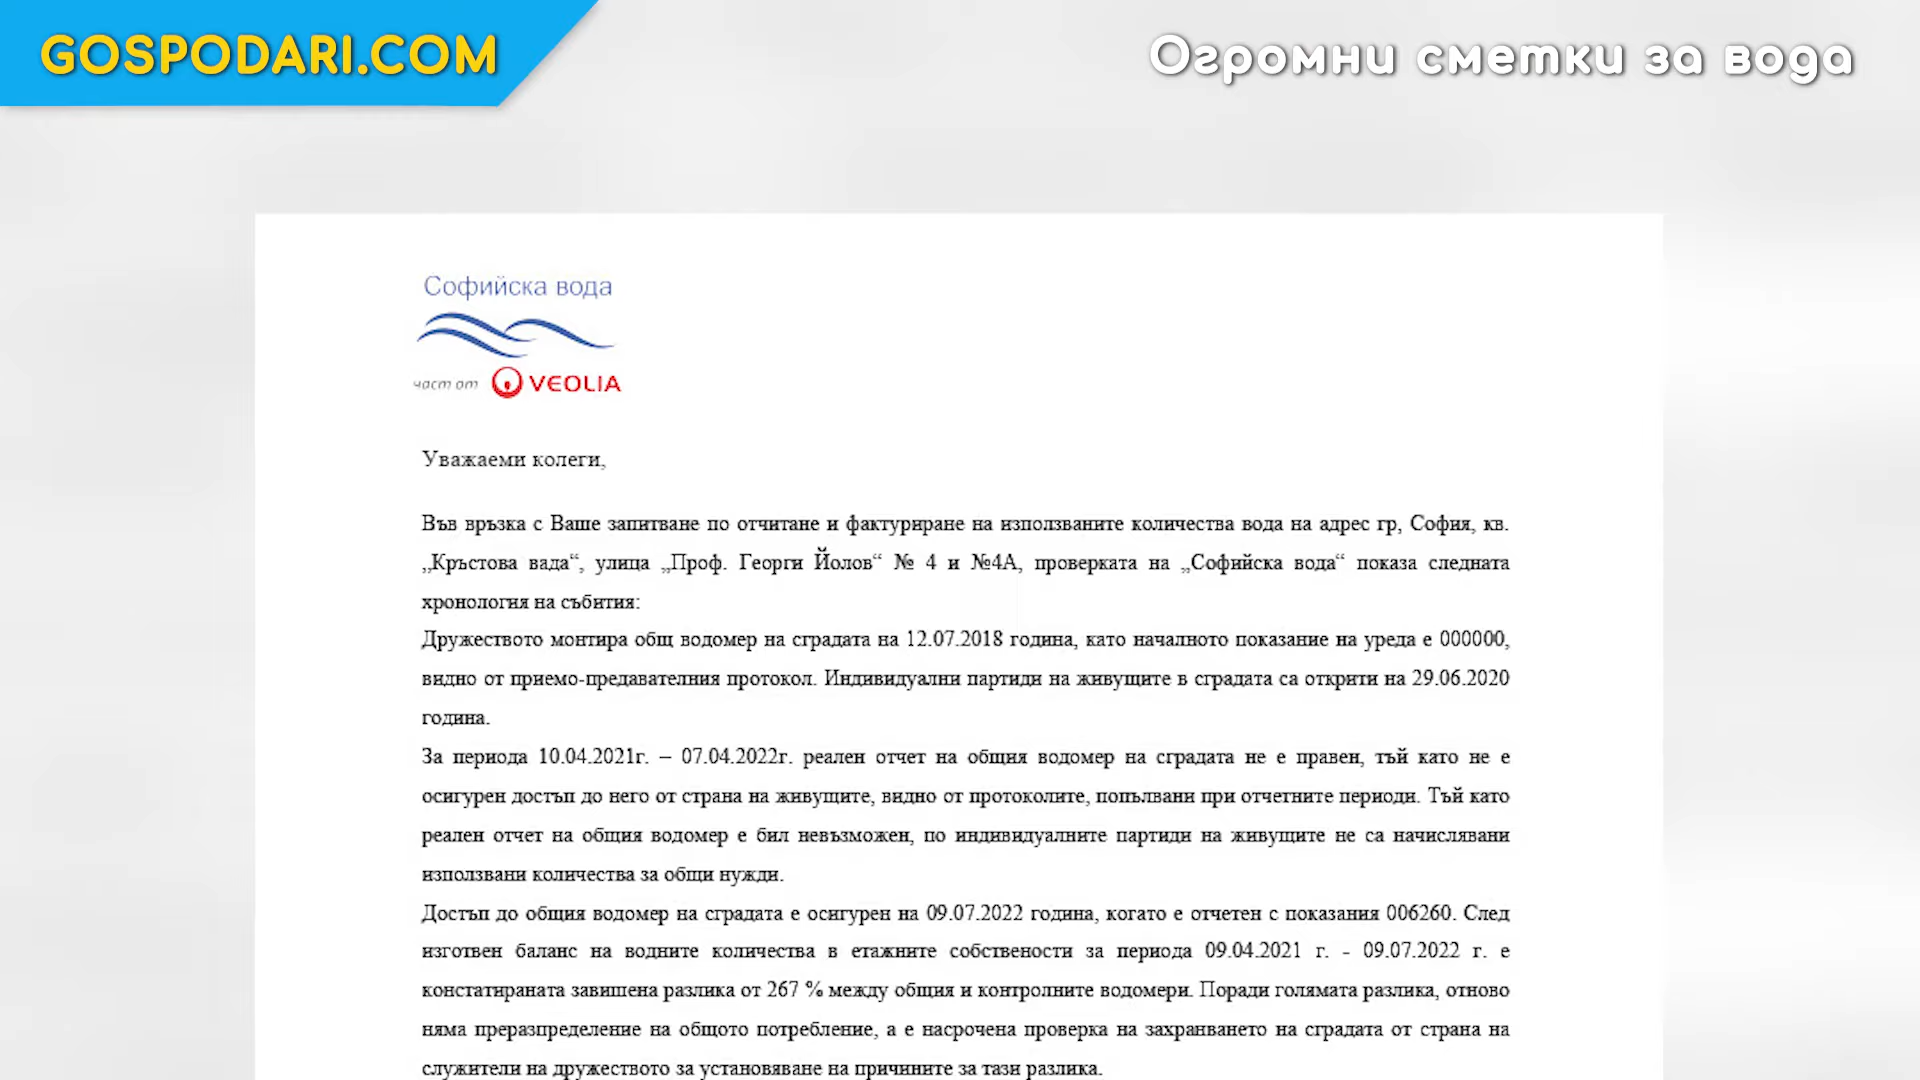 GOSPODARI.COM
Огромни сметки за вода
Софийска вода
част от VEOLIA
Уважаеми колеги,
Във връзка с Ваше запитване по отчитане и фактуриране на използваните количества вода на адрес гр, София, кв.
„Кръстова вада“, улица „Проф. Георги Йолов“ № 4 и №4А, проверката на „Софийска вода“ показа следната
хронология на събития:
Дружеството монтира общ водомер на сградата на 12.07.2018 година, като началното показание на уреда е 000000,
видно от приемо-предавателния протокол. Индивидуални партиди на живущите в сградата са открити на 29.06.2020
година.
За периода 10.04.2021г. – 07.04.2022г. реален отчет на общия водомер на сградата не е правен, тъй като не е
осигурен достъп до него от страна на живущите, видно от протоколите, попълвани при отчетните периоди. Тъй като
реален отчет на общия водомер е бил невъзможен, по индивидуалните партиди на живущите не са начислявани
използвани количества за общи нужди.
Достъп до общия водомер на сградата е осигурен на 09.07.2022 година, когато е отчетен с показания 006260. След
изготвен баланс на водните количества в етажните собствености за периода 09.04.2021 г. - 09.07.2022 г. е
констатираната завишена разлика от 267 % между общия и контролните водомери. Поради голямата разлика, отново
няма преразпределение на общото потребление, а е насрочена проверка на захранването на сградата от страна на
служители на дружеството за установяване на причините за тази разлика.